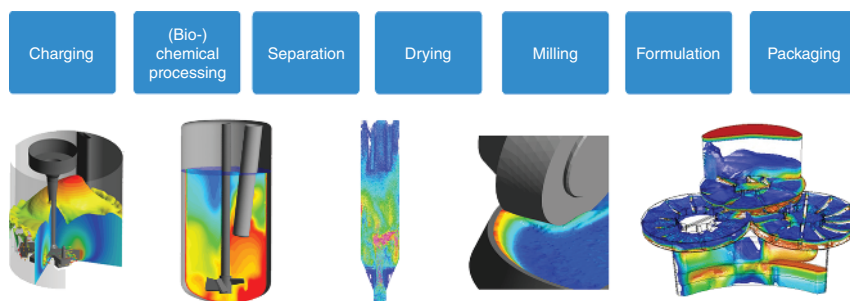 Charging
(Bio-)
chemical
processing
Separation
Drying
Milling
Formulation
Packaging